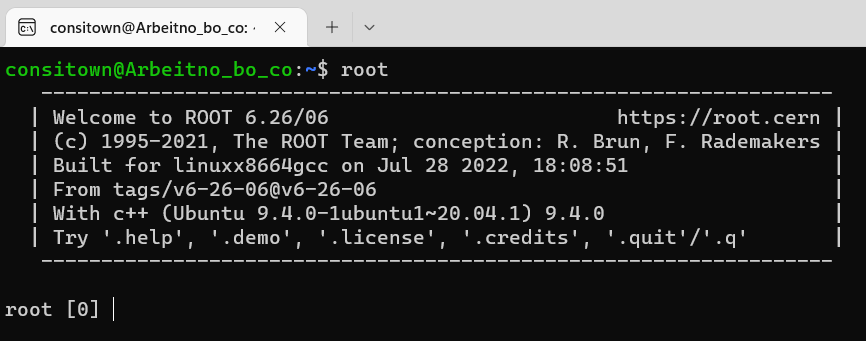 consitown@Arbeitno_bo_co: ·
consitown@Arbeitno_bo_co:~$ root
------------------------------------------------------------------
| Welcome to ROOT 6.26/06                        https://root.cern |
| (c) 1995-2021, The ROOT Team; conception: R. Brun, F. Rademakers |
| Built for linuxx8664gcc on Jul 28 2022, 18:08:51                 |
| From tags/v6-26-06@v6-26-06                                      |
| With c++ (Ubuntu 9.4.0-1ubuntu1~20.04.1) 9.4.0                   |
| Try '.help', '.demo', '.license', '.credits', '.quit'/'.q'       |
------------------------------------------------------------------
root [0]